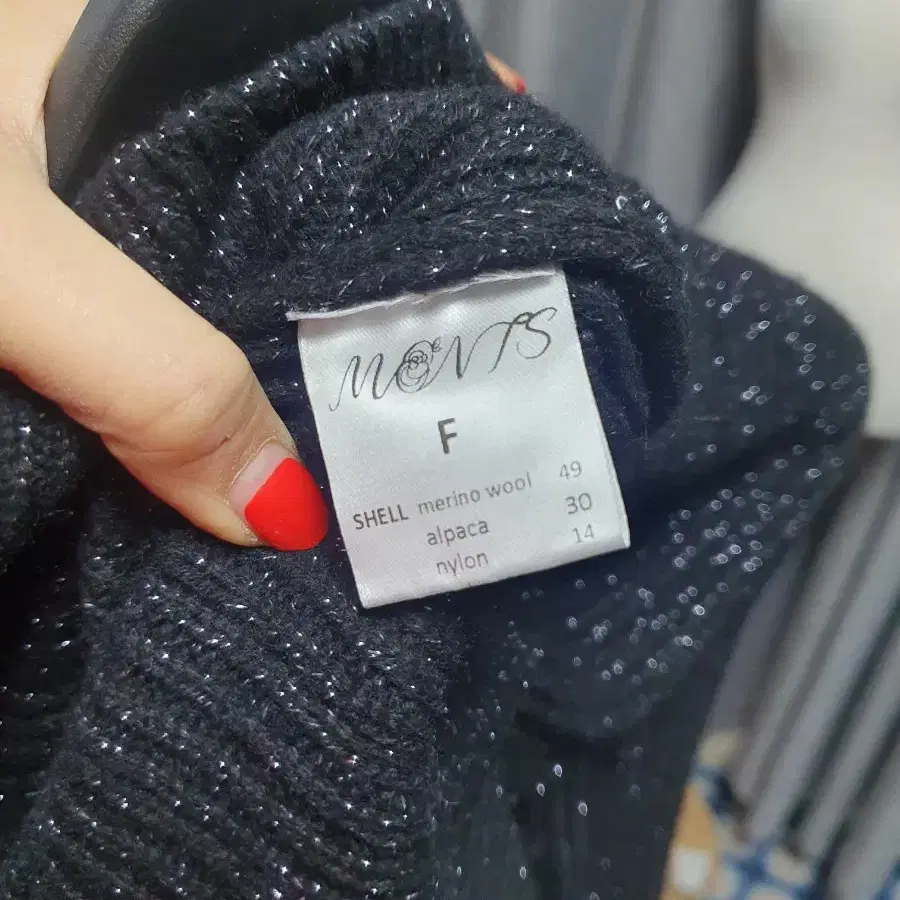 MONTS
F
SHELL merino wool 49
alpaca 30
nylon 14